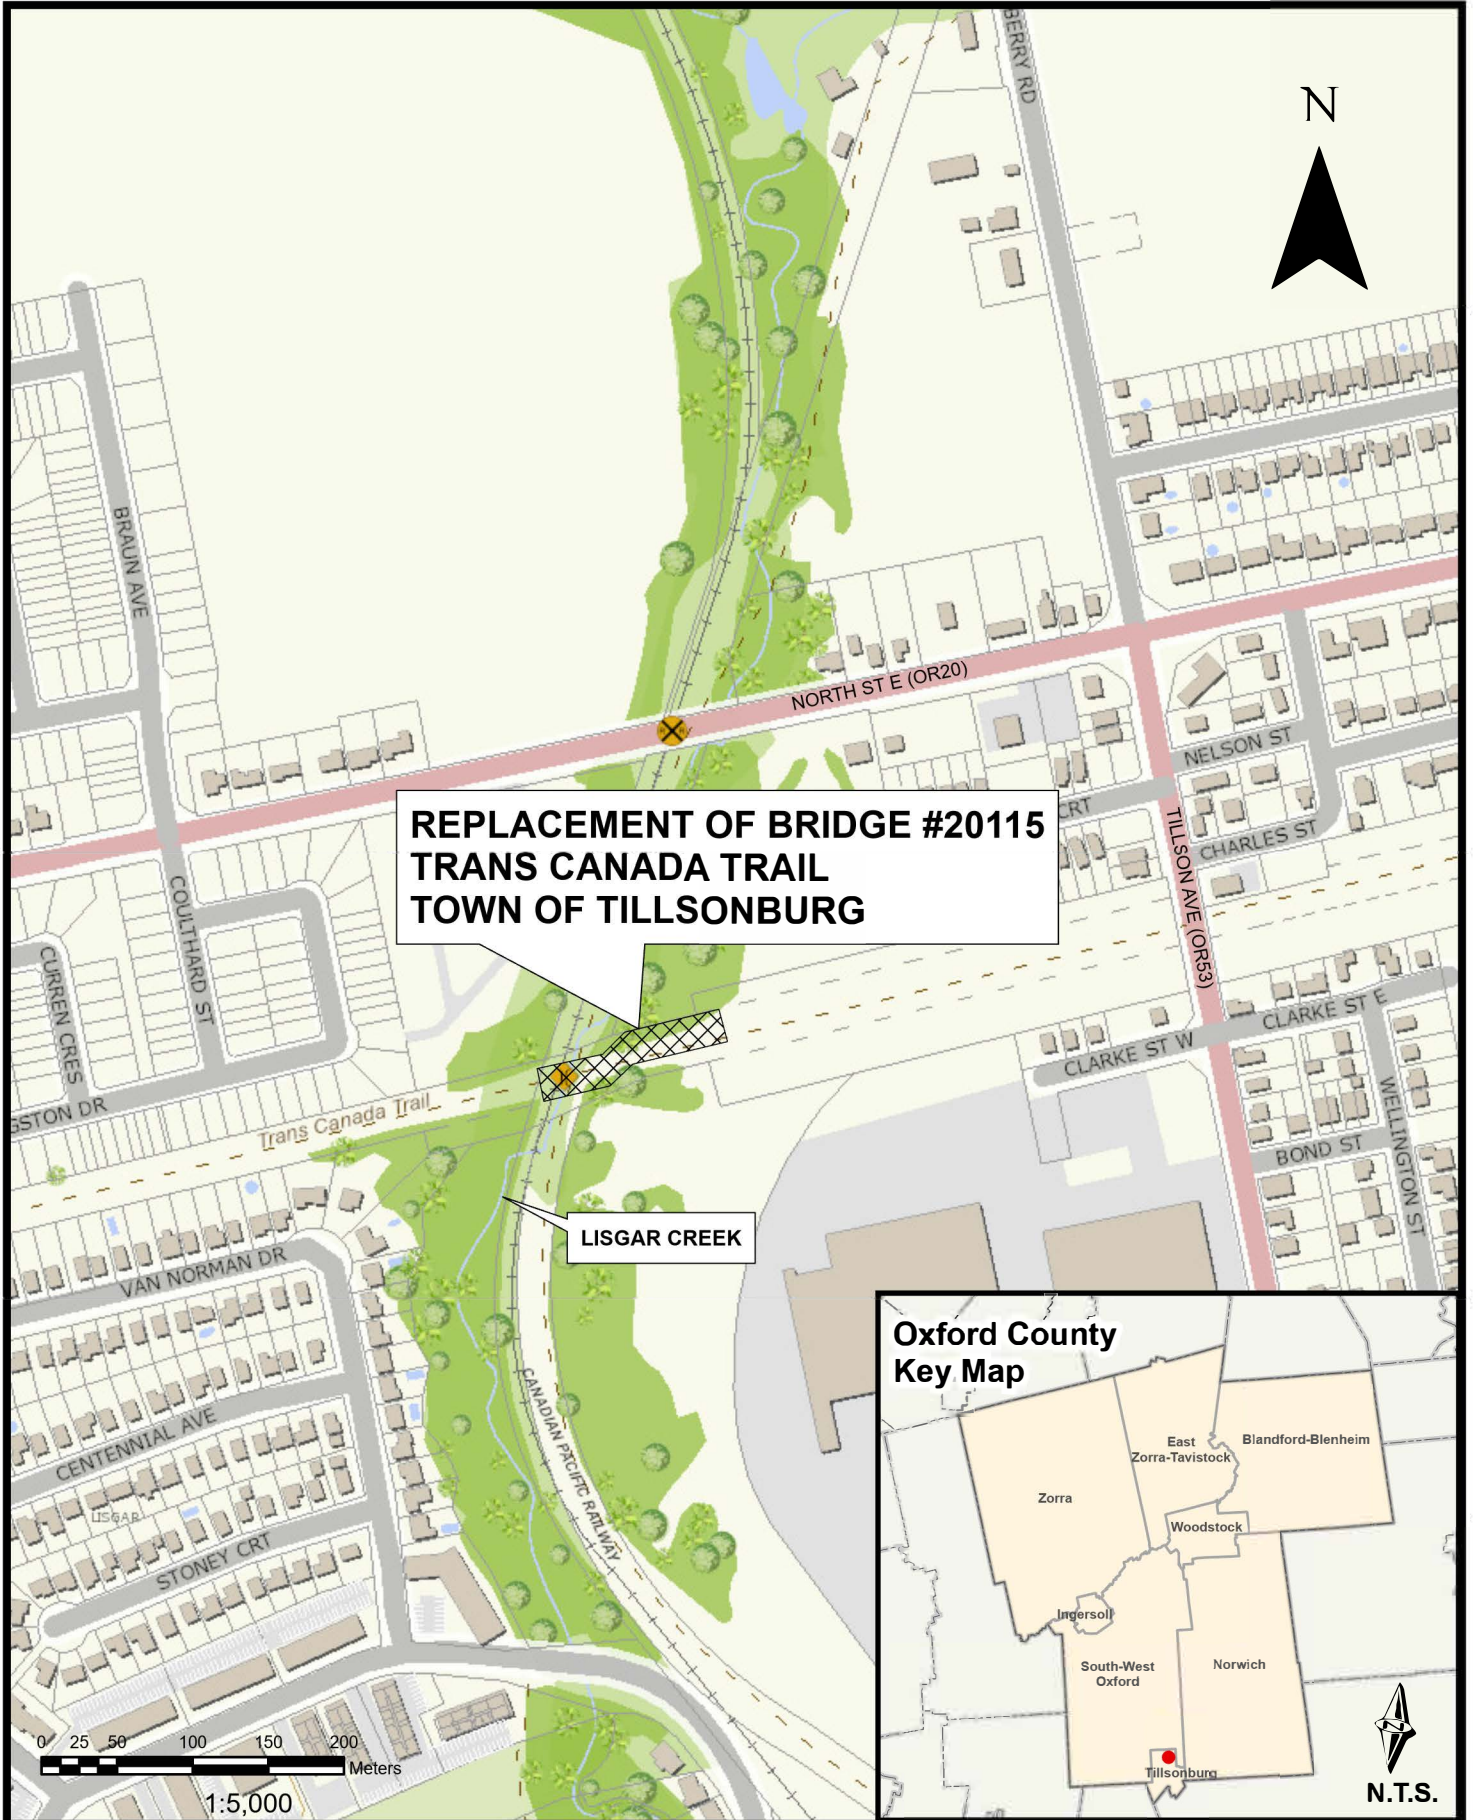 BERRY RD
N
BRAUN AVE
NORTH ST E (OR20)
NELSON ST
REPLACEMENT OF BRIDGE #20115
TRANS CANADA TRAIL
TOWN OF TILLSONBURG
CRT
TILLSON AVE (OR53)
CHARLES ST
COULTHARD ST
CURREN CRES
CLARKE ST E
CLARKE ST W
GSTON DR
Trans Canada Trail
WELLINGTON ST
BOND ST
LISGAR CREEK
VAN NORMAN DR
CANADIAN PACIFIC RAILWAY
CENTENNIAL AVE
LISGAR
STONEY CRT
0 25 50 100 150 200
Meters
1:5,000
Oxford County
Key Map
East
Zorra-Tavistock
Blandford-Blenheim
Zorra
Woodstock
Ingersoll
South-West
Oxford
Norwich
Tillsonburg
N
N.T.S.